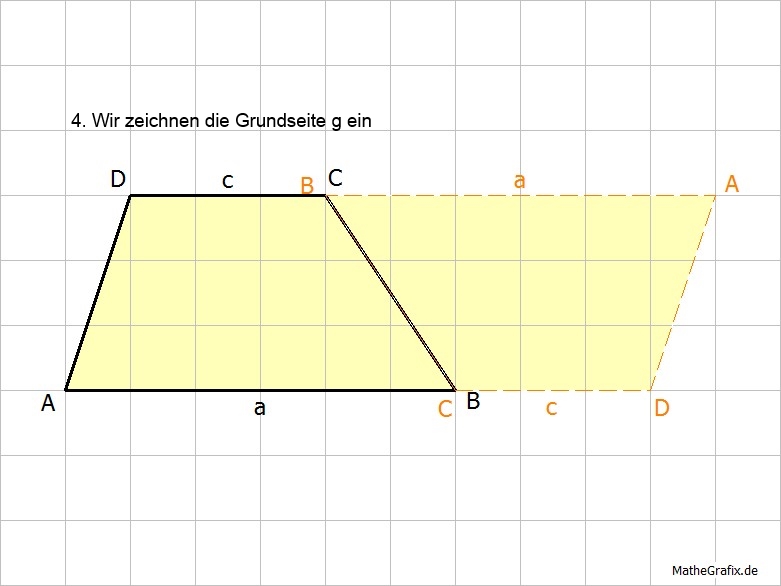 4. Wir zeichnen die Grundseite g ein
D c B C a A
A a C B c D
MatheGrafix.de